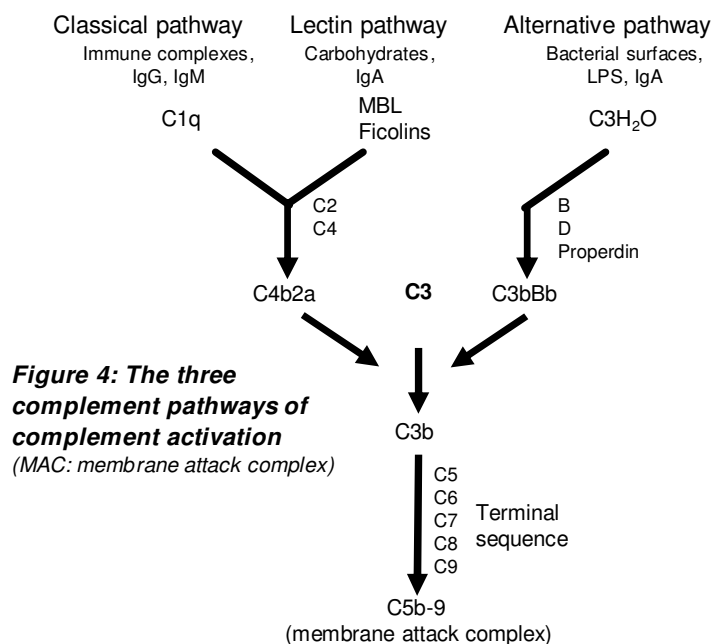 Classical pathway
Immune complexes,
IgG, IgM
C1q
Lectin pathway
Carbohydrates,
IgA
MBL
Ficolins
Alternative pathway
Bacterial surfaces,
LPS, IgA
C3H₂O
C2
C4
B
D
Properdin
C4b2a
C3
C3bBb
Figure 4: The three
complement pathways of
complement activation
(MAC: membrane attack complex)
C3b
C5
C6
C7
C8
C9
Terminal
sequence
C5b-9
(membrane attack complex)